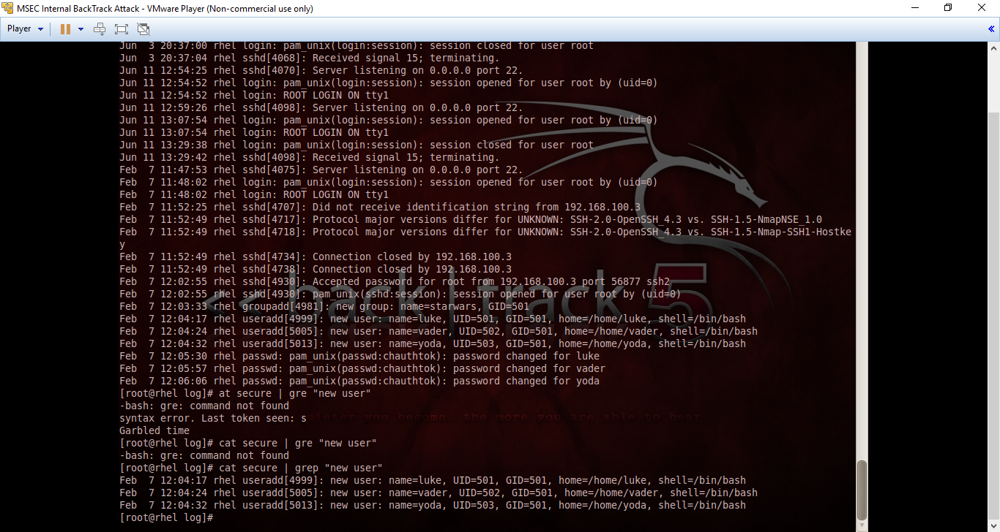 MSEC Internal BackTrack Attack - VMware Player (Non-commercial use only)
Player
Jun  3 20:37:00 rhel login: pam_unix(login:session): session closed for user root
Jun  3 20:37:04 rhel sshd[4068]: Received signal 15; terminating.
Jun 11 12:54:25 rhel sshd[4070]: Server listening on 0.0.0.0 port 22.
Jun 11 12:54:52 rhel login: pam_unix(login:session): session opened for user root by (uid=0)
Jun 11 12:54:52 rhel login: ROOT LOGIN ON tty1
Jun 11 12:59:26 rhel sshd[4098]: Server listening on 0.0.0.0 port 22.
Jun 11 13:07:54 rhel login: pam_unix(login:session): session opened for user root by (uid=0)
Jun 11 13:07:54 rhel login: ROOT LOGIN ON tty1
Jun 11 13:29:38 rhel login: pam_unix(login:session): session closed for user root
Jun 11 13:29:42 rhel sshd[4098]: Received signal 15; terminating.
Feb  7 11:47:53 rhel sshd[4075]: Server listening on 0.0.0.0 port 22.
Feb  7 11:48:02 rhel login: pam_unix(login:session): session opened for user root by (uid=0)
Feb  7 11:48:02 rhel login: ROOT LOGIN ON tty1
Feb  7 11:52:25 rhel sshd[4707]: Did not receive identification string from 192.168.100.3
Feb  7 11:52:49 rhel sshd[4717]: Protocol major versions differ for UNKNOWN: SSH-2.0-OpenSSH_4.3 vs. SSH-1.5-NmapNSE_1.0
Feb  7 11:52:49 rhel sshd[4718]: Protocol major versions differ for UNKNOWN: SSH-2.0-OpenSSH_4.3 vs. SSH-1.5-Nmap-SSH1-Hostke
y
Feb  7 11:52:49 rhel sshd[4734]: Connection closed by 192.168.100.3
Feb  7 11:52:49 rhel sshd[4738]: Connection closed by 192.168.100.3
Feb  7 12:02:55 rhel sshd[4930]: Accepted password for root from 192.168.100.3 port 56877 ssh2
Feb  7 12:02:55 rhel sshd[4930]: pam_unix(sshd:session): session opened for user root by (uid=0)
Feb  7 12:03:33 rhel groupadd[4981]: new group: name=starwars, GID=501
<< back | track 5
Feb  7 12:04:17 rhel useradd[4999]: new user: name=luke, UID=501, GID=501, home=/home/luke, shell=/bin/bash
Feb  7 12:04:24 rhel useradd[5005]: new user: name=vader, UID=502, GID=501, home=/home/vader, shell=/bin/bash
Feb  7 12:04:32 rhel useradd[5013]: new user: name=yoda, UID=503, GID=501, home=/home/yoda, shell=/bin/bash
Feb  7 12:05:30 rhel passwd: pam_unix(passwd:chauthtok): password changed for luke
Feb  7 12:05:57 rhel passwd: pam_unix(passwd:chauthtok): password changed for vader
Feb  7 12:06:06 rhel passwd: pam_unix(passwd:chauthtok): password changed for yoda
[root@rhel log]# at secure | gre "new user"
-bash: gre: command not found
syntax error. Last token seen: s
you become, the more you are able to hear
Garbled time
[root@rhel log]# cat secure | gre "new user"
-bash: gre: command not found
[root@rhel log]# cat secure | grep "new user"
Feb  7 12:04:17 rhel useradd[4999]: new user: name=luke, UID=501, GID=501, home=/home/luke, shell=/bin/bash
Feb  7 12:04:24 rhel useradd[5005]: new user: name=vader, UID=502, GID=501, home=/home/vader, shell=/bin/bash
Feb  7 12:04:32 rhel useradd[5013]: new user: name=yoda, UID=503, GID=501, home=/home/yoda, shell=/bin/bash
[root@rhel log]#